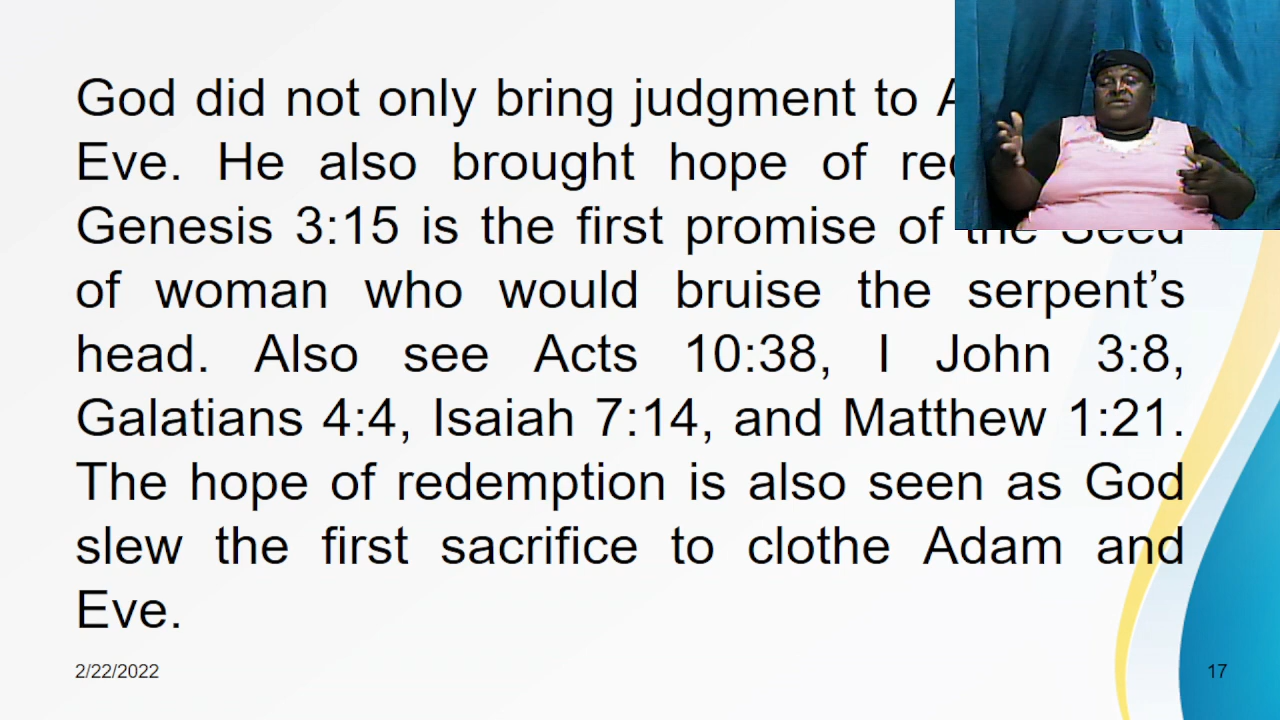 God did not only bring judgment to
Eve. He also brought hope of
Genesis 3:15 is the first promise of the Seed
of woman who would bruise the serpent’s
head. Also see Acts 10:38, I John 3:8,
Galatians 4:4, Isaiah 7:14, and Matthew 1:21.
The hope of redemption is also seen as God
slew the first sacrifice to clothe Adam and
Eve.
2/22/2022
17